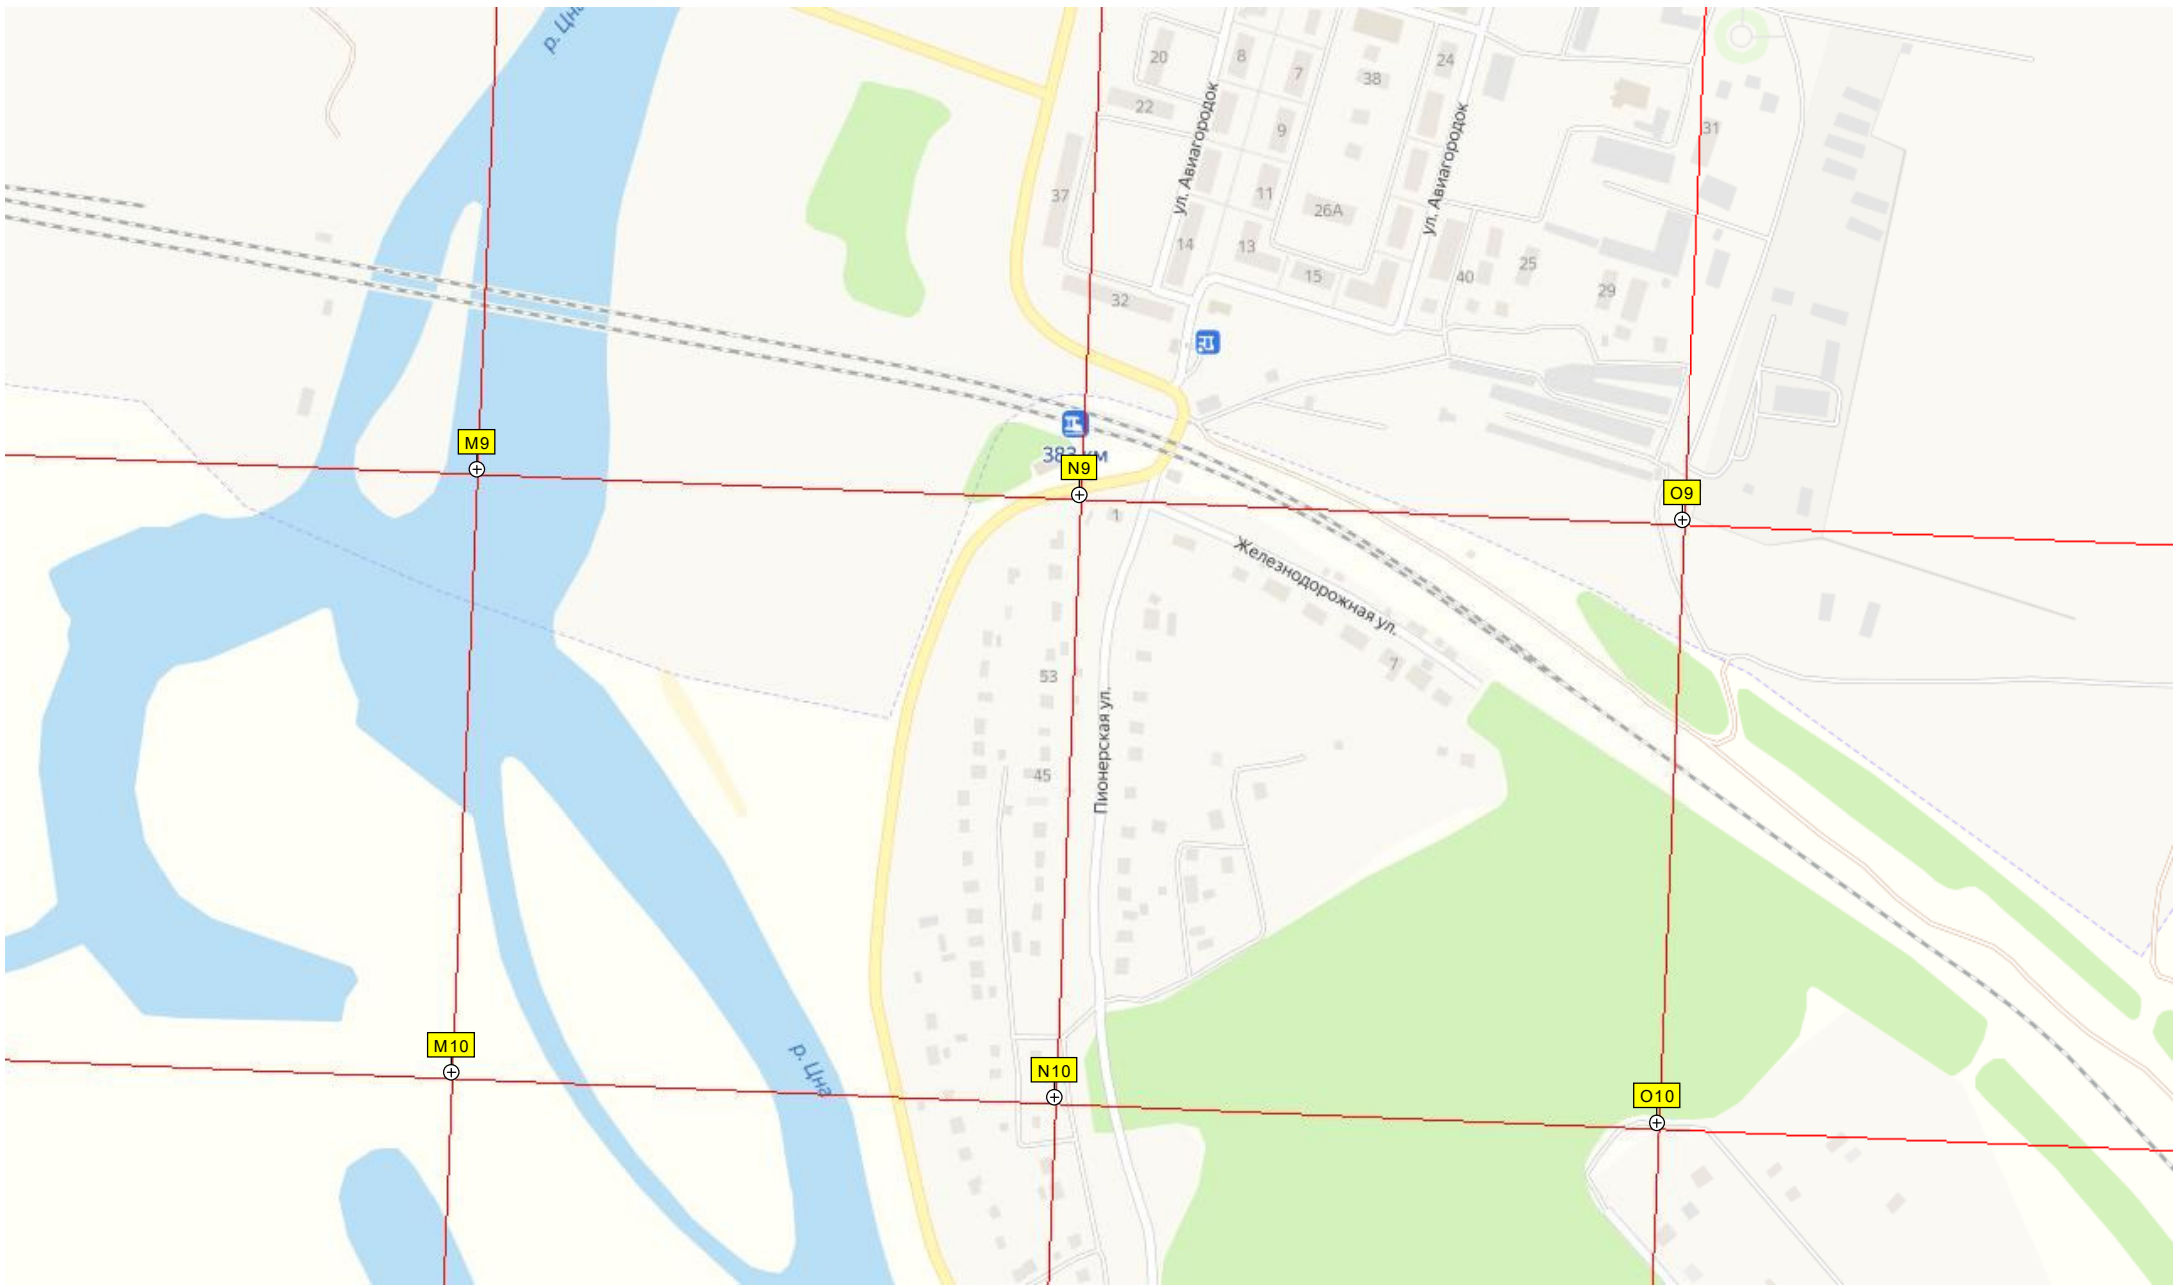 р. Цна
20
8
7
38
24
22
9
31
ул. Авиагородок
ул. Авиагородок
37
11
26А
14
13
15
40
25
29
32
383 км
M9
N9
O9
1
Железнодорожная ул.
7
53
Пионерская ул.
45
M10
р. Цна
N10
O10